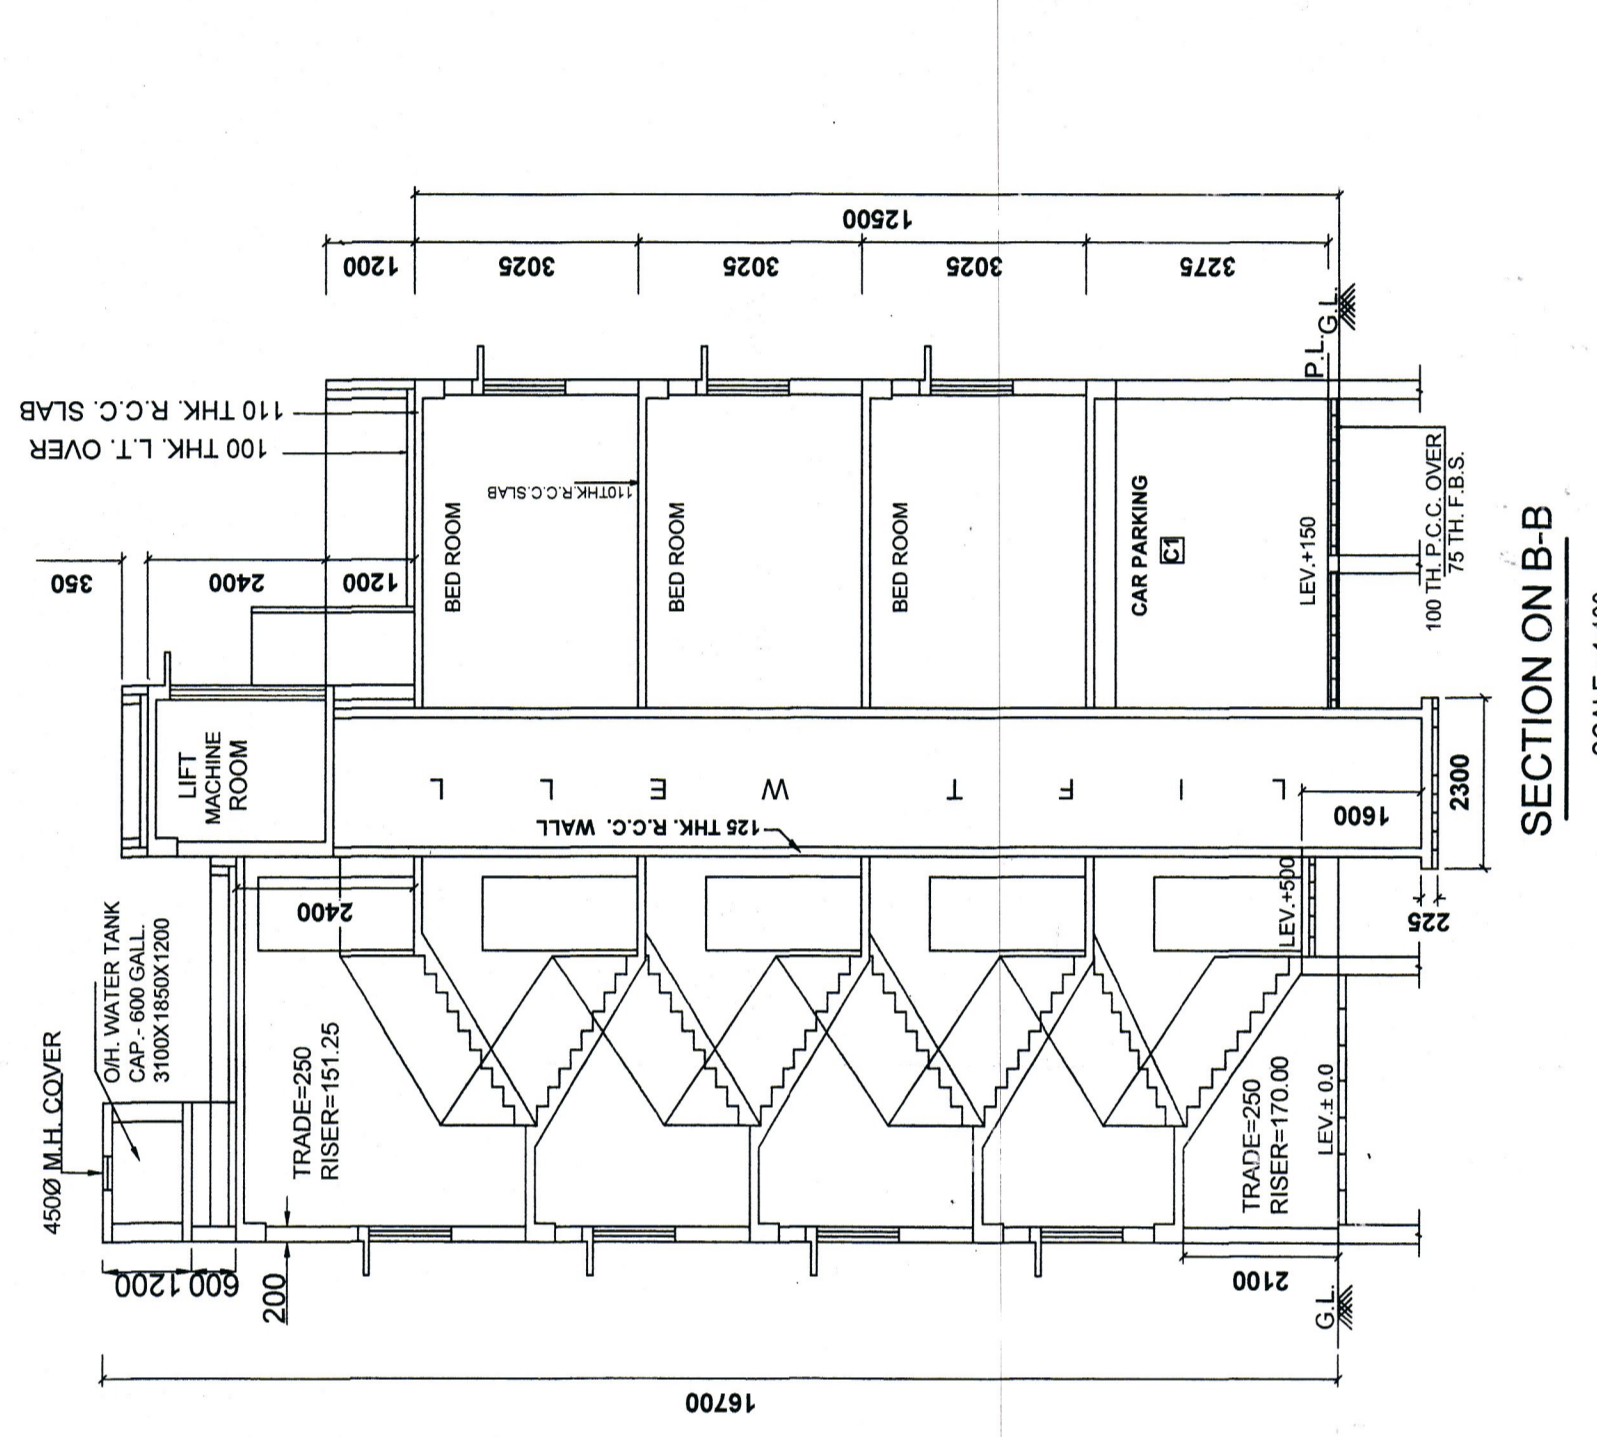 450Ø M.H. COVER
O/H. WATER TANK
CAP.- 600 GALL.
3100X1850X1200
1200
600
200
16700
TRADE=250
RISER=151.25
2400
LIFT
MACHINE
ROOM
350
2400
1200
110 THK. R.C.C. SLAB
100 THK. L.T. OVER
1200
3025
3025
3025
3275
12500
BED ROOM
110THK.R.C.C.SLAB
BED ROOM
BED ROOM
CAR PARKING
C1
LEV.+150
P.L.
G.L.
L I F T W E L L
125 THK. R.C.C. WALL
1600
2300
225
LEV.+500
TRADE=250
RISER=170.00
LEV.± 0.0
2100
G.L.
100 TH. P.C.C. OVER
75 TH. F.B.S.
SECTION ON B-B